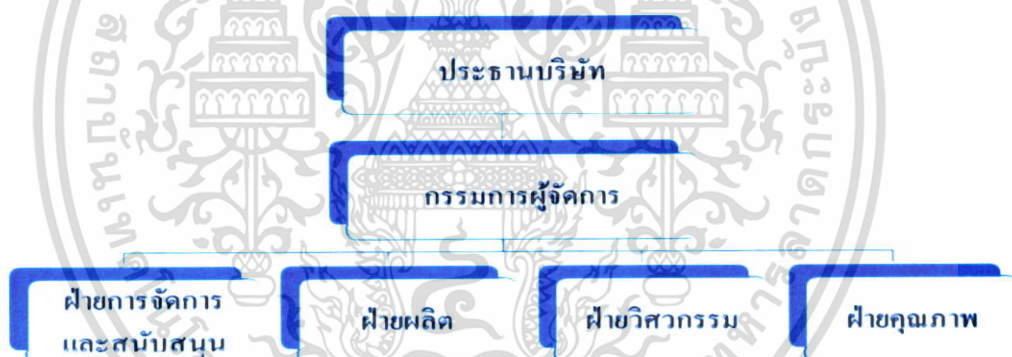 ประธานบริษัท
กรรมการผู้จัดการ
ฝ่ายการจัดการ
และสนับสนุน
ฝ่ายผลิต
ฝ่ายวิศวกรรม
ฝ่ายคุณภาพ